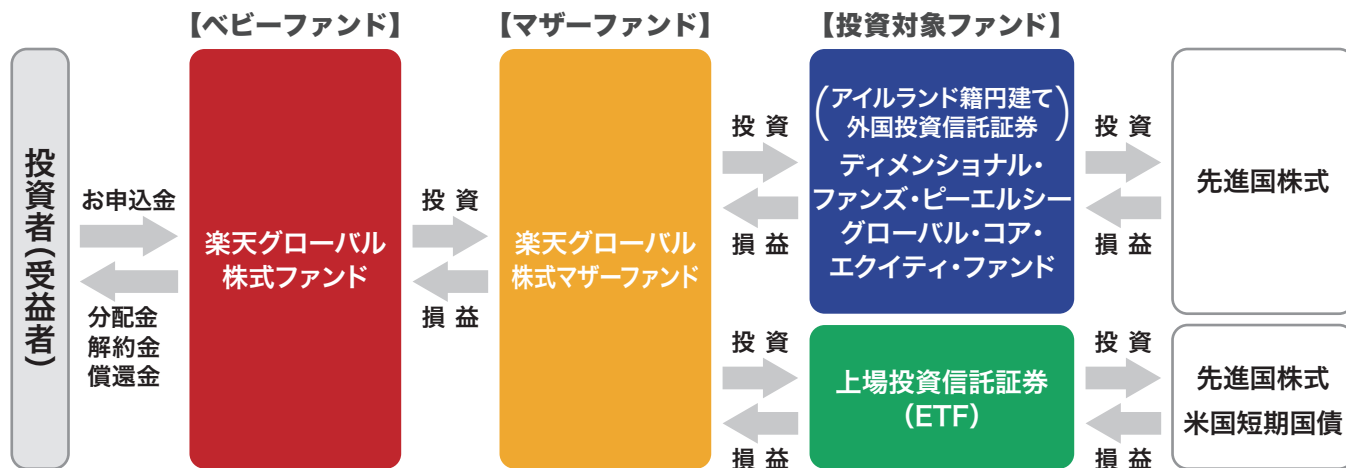 【ベビーファンド】
【マザーファンド】
【投資対象ファンド】
投資者(受益者)
お申込金
分配金
解約金
償還金
楽天グローバル
株式ファンド
投資
損益
楽天グローバル
株式マザーファンド
投資
損益
(アイルランド籍円建て
外国投資信託証券)
ディメンショナル・
ファンズ・ピーエルシー
グローバル・コア・
エクイティ・ファンド
投資
損益
先進国株式
投資
損益
上場投資信託証券
(ETF)
投資
損益
先進国株式
米国短期国債